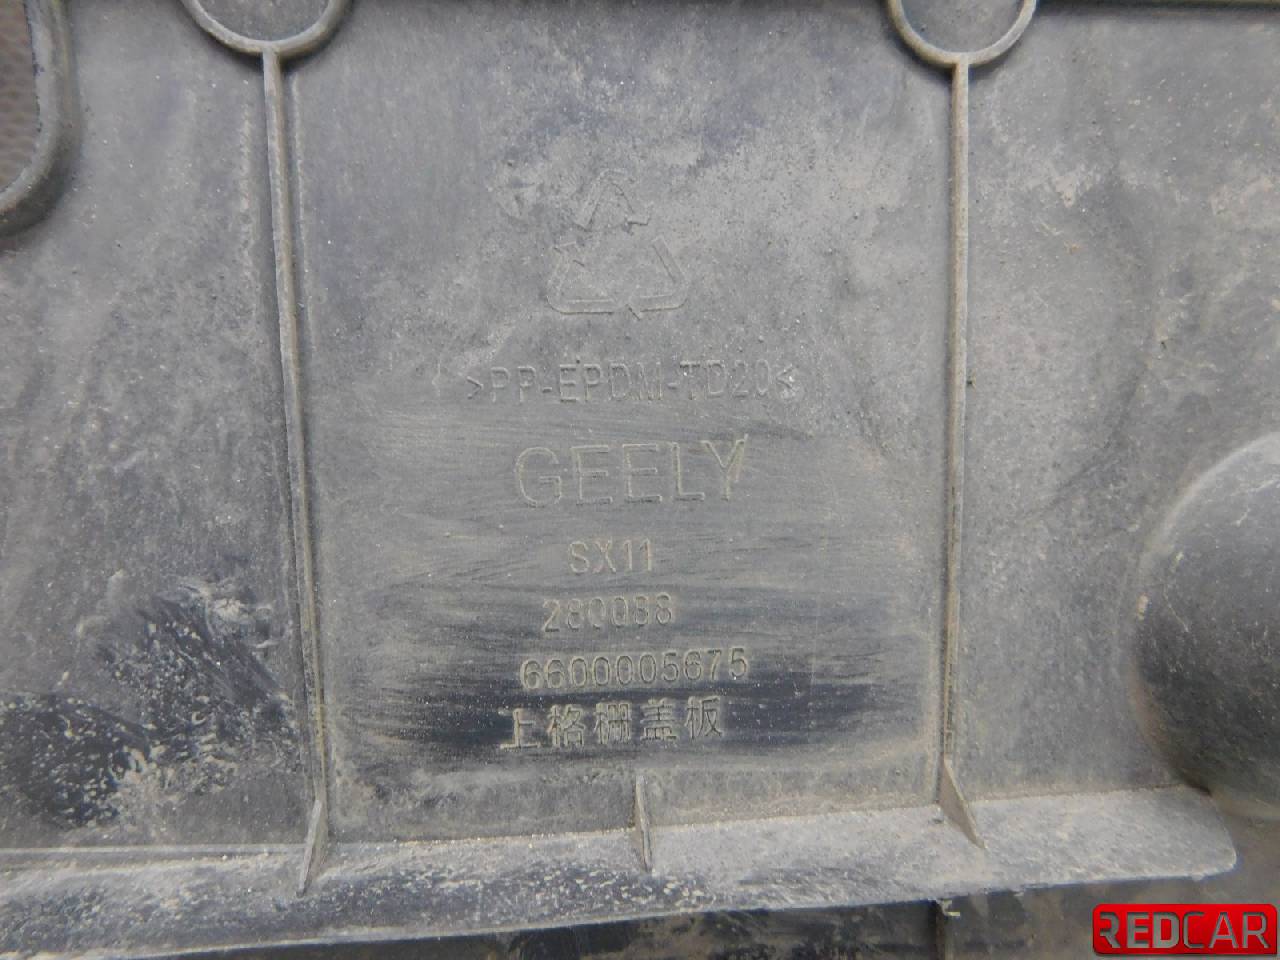 >PP-EPDM-TD20<
GEELY
SX11
280088
6600005675
上格栅盖板
REDCAR